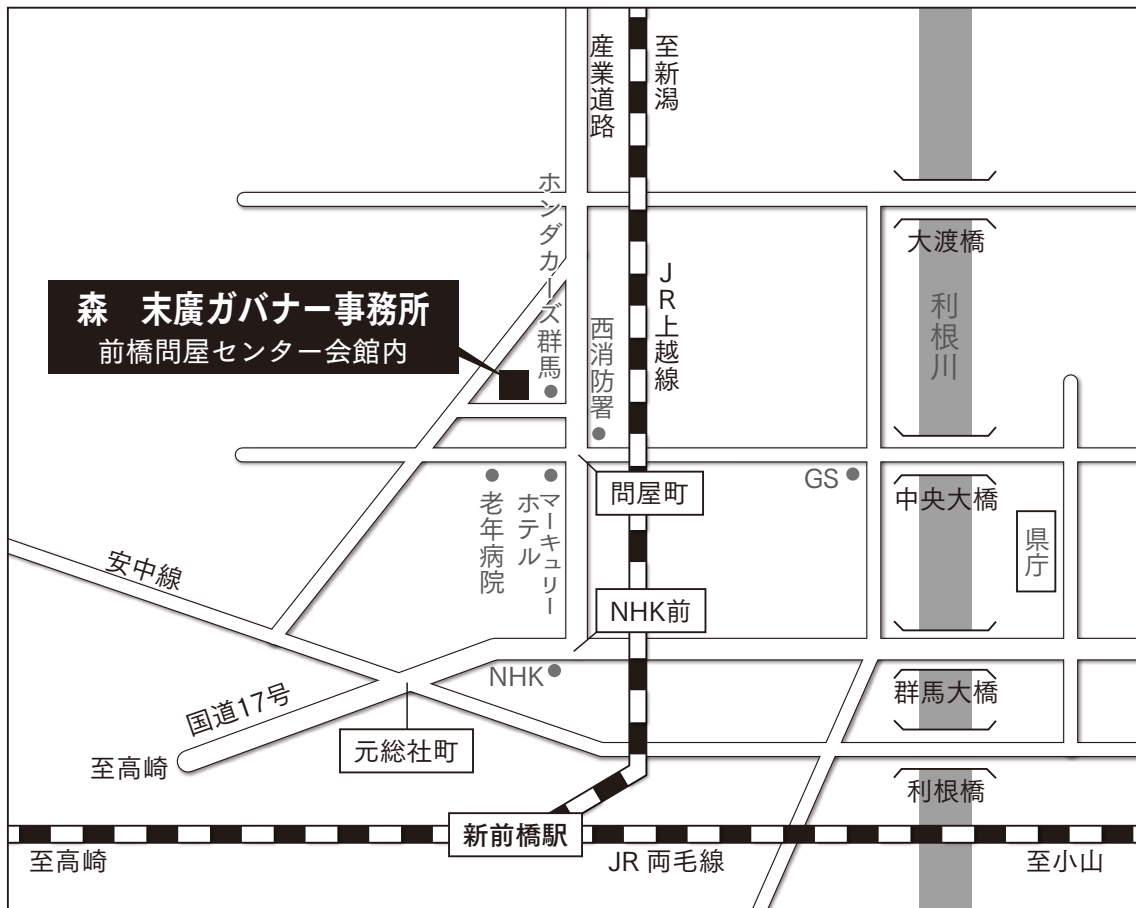 産業道路
至新潟
ホンダカーズ群馬
大渡橋
森　末廣ガバナー事務所
前橋問屋センター会館内
西消防署
JR上越線
利根川
問屋町
GS
中央大橋
老年病院
マーキュリー
ホテル
県庁
安中線
NHK前
NHK
群馬大橋
国道17号
元総社町
至高崎
利根橋
新前橋駅
至高崎
JR 両毛線
至小山